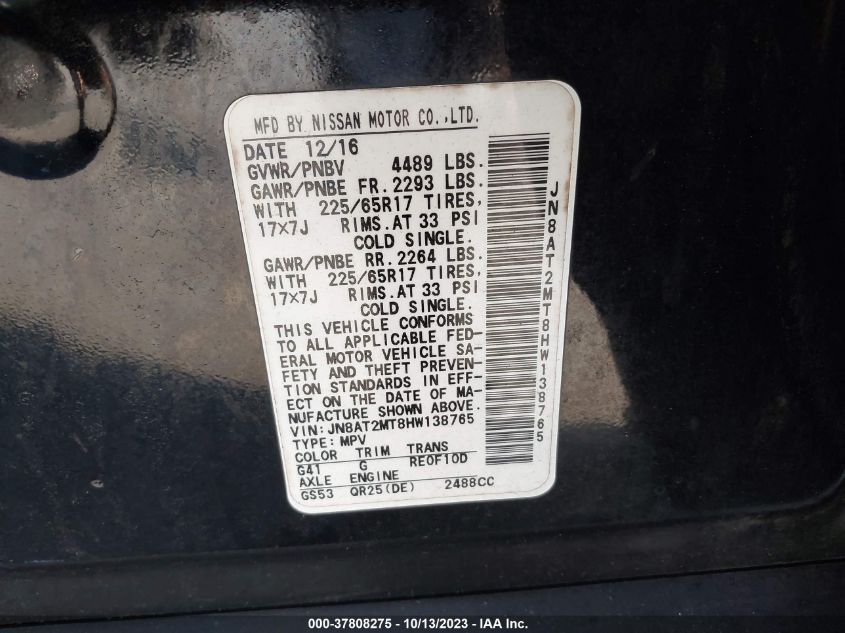 MFD BY NISSAN MOTOR CO.,LTD.
DATE 12/16
GVWR/PNBV 4489 LBS.
GAWR/PNBE FR. 2293 LBS.
WITH 225/65R17 TIRES,
17×7J RIMS. AT 33 PSI
COLD SINGLE.
GAWR/PNBE RR. 2264 LBS.
WITH 225/65R17 TIRES,
17×7J RIMS. AT 33 PSI
COLD SINGLE.
THIS VEHICLE CONFORMS
TO ALL APPLICABLE FED-
ERAL MOTOR VEHICLE SA-
FETY AND THEFT PREVEN-
TION STANDARDS IN EFF-
ECT ON THE DATE OF MA-
NUFACTURE SHOWN ABOVE.
VIN: JN8AT2MT8HW138765
TYPE: MPV
COLOR TRIM TRANS
G41 G RE0F10D
AXLE ENGINE
GS53 QR25(DE) 2488CC
JN8AT2MT8HW138765
000-37808275 - 10/13/2023 - IAA Inc.